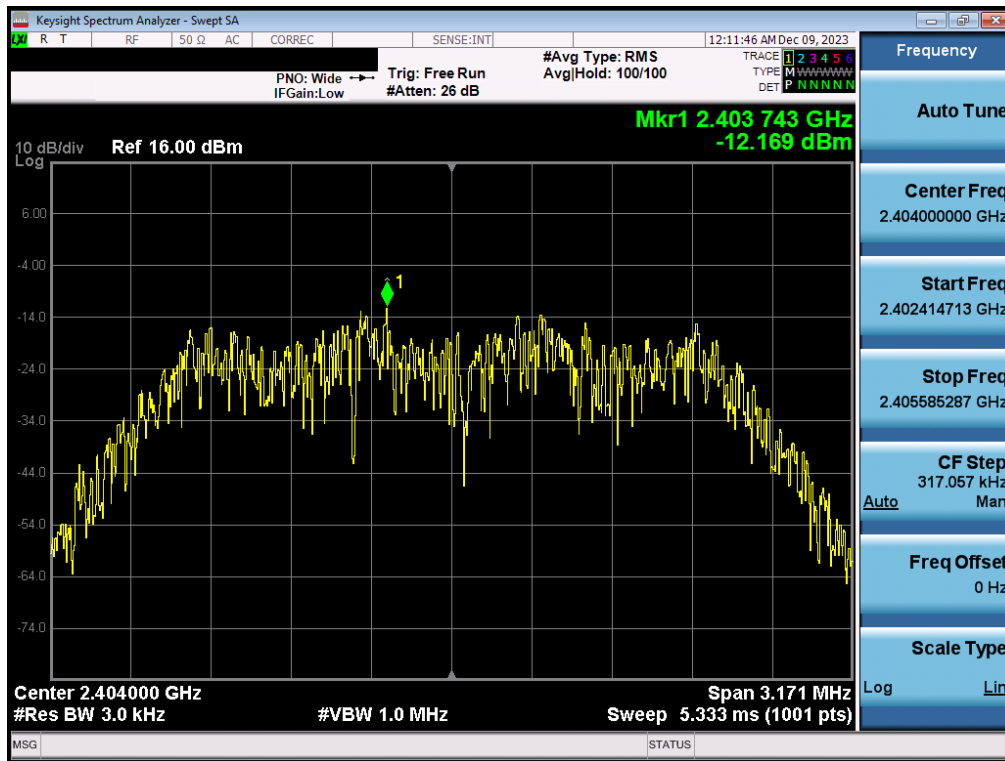 Keysight Spectrum Analyzer - Swept SA
LXI R T RF 50 Ω AC CORREC SENSE:INT 12:11:46 AM Dec 09, 2023
#Avg Type: RMS TRACE 1 2 3 4 5 6
PNO: Wide Trig: Free Run Avg|Hold: 100/100 TYPE M WWWWW
IFGain:Low #Atten: 26 dB DET P N N N N N
Mkr1 2.403 743 GHz
-12.169 dBm
10 dB/div Ref 16.00 dBm
Log
6.00
-4.00
1
-14.0
-24.0
-34.0
-44.0
-54.0
-64.0
-74.0
Center 2.404000 GHz Span 3.171 MHz
#Res BW 3.0 kHz #VBW 1.0 MHz Sweep 5.333 ms (1001 pts)
MSG STATUS
Frequency
Auto Tune
Center Freq
2.404000000 GHz
Start Freq
2.402414713 GHz
Stop Freq
2.405585287 GHz
CF Step
317.057 kHz
Auto Man
Freq Offset
0 Hz
Scale Type
Log Lin